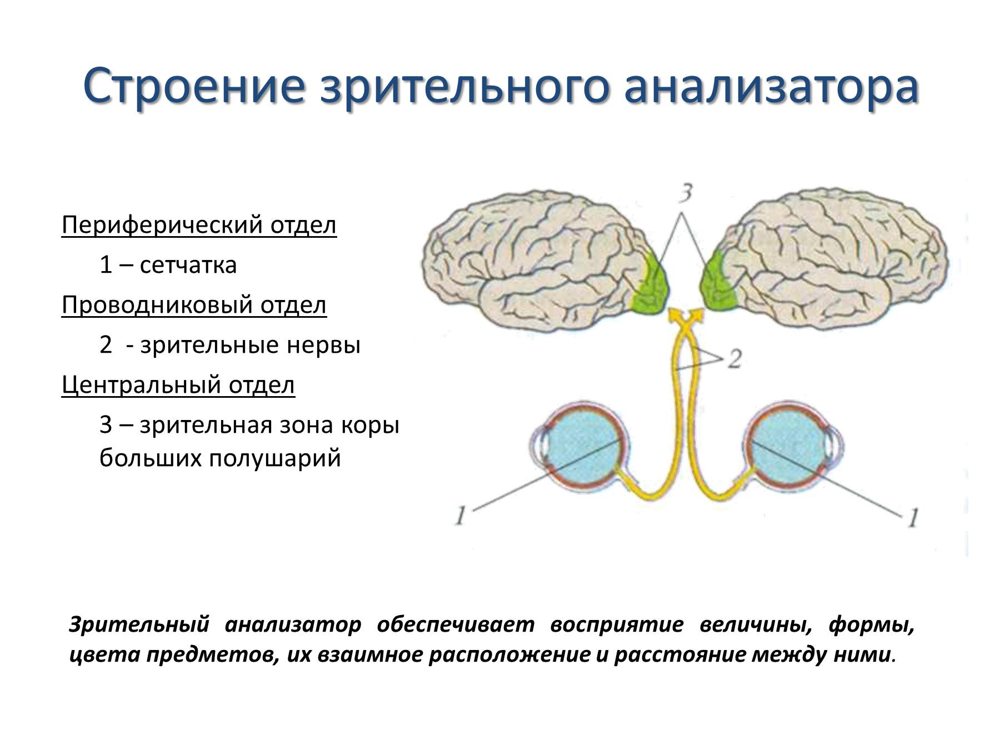 Строение зрительного анализатора
Периферический отдел
1 – сетчатка
Проводниковый отдел
2  - зрительные нервы
Центральный отдел
3 – зрительная зона коры
больших полушарий
3
2
1
1
Зрительный анализатор обеспечивает восприятие величины, формы,
цвета предметов, их взаимное расположение и расстояние между ними.